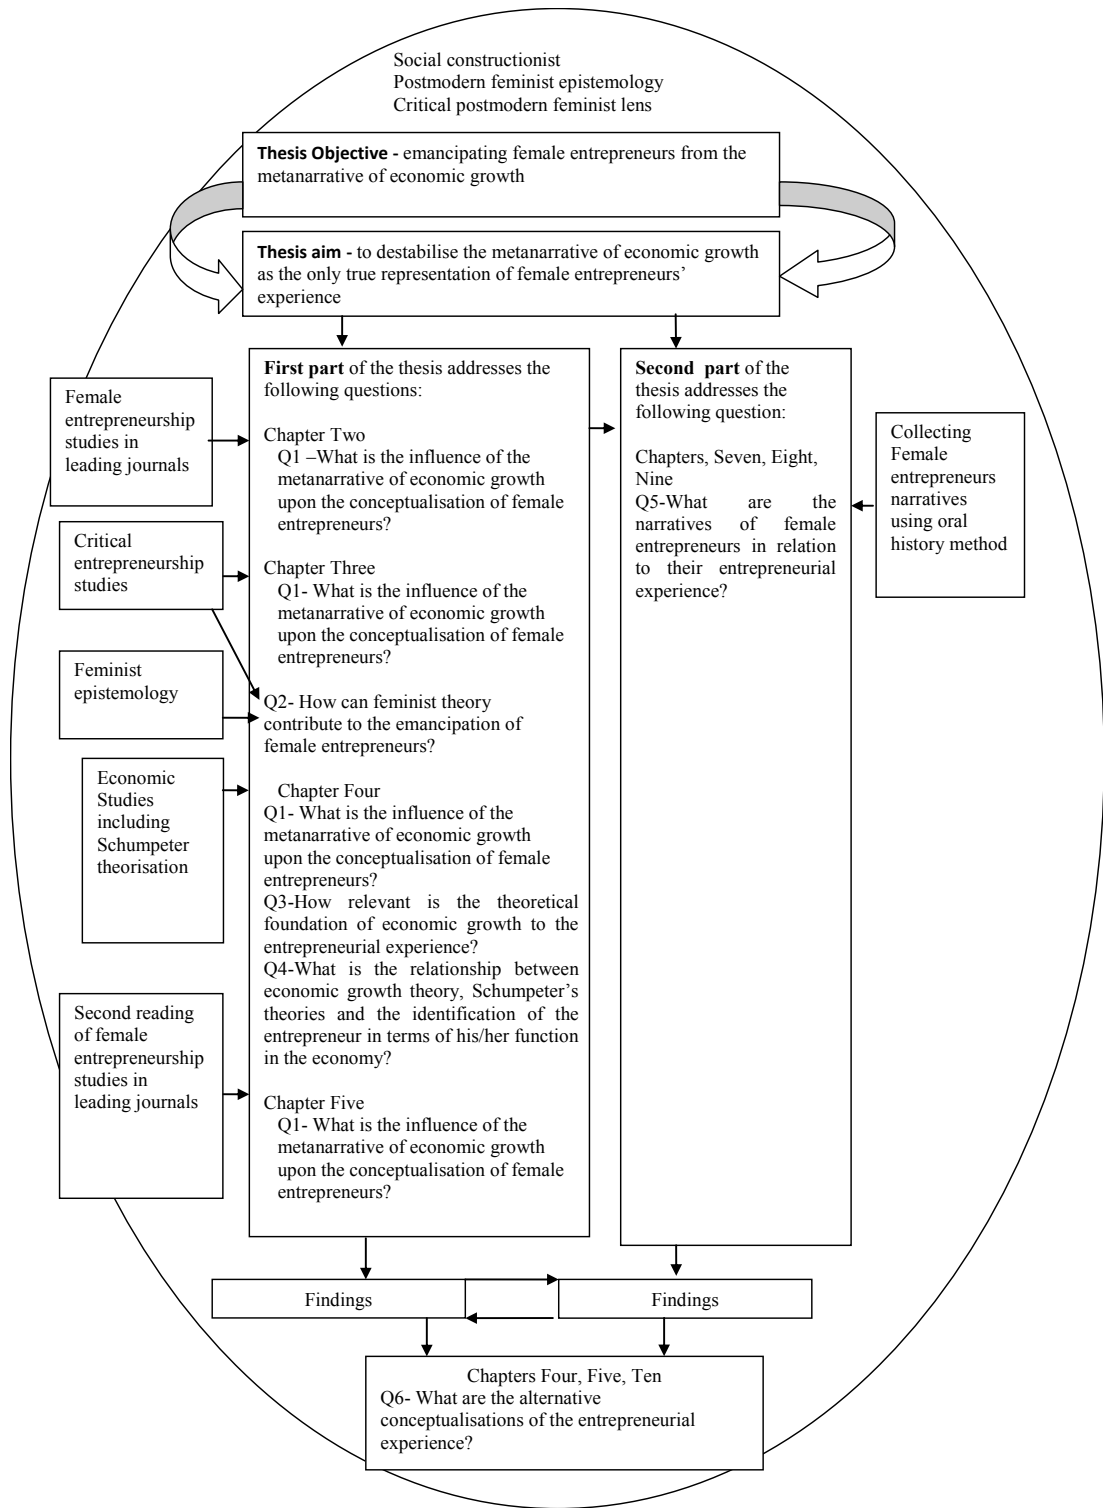 Social constructionist
Postmodern feminist epistemology
Critical postmodern feminist lens
Thesis Objective - emancipating female entrepreneurs from the
metanarrative of economic growth
Thesis aim - to destabilise the metanarrative of economic growth
as the only true representation of female entrepreneurs’
experience
Female
entrepreneurship
studies in
leading journals
Critical
entrepreneurship
studies
Feminist
epistemology
Economic
Studies
including
Schumpeter
theorisation
Second reading
of female
entrepreneurship
studies in
leading journals
First part of the thesis addresses the
following questions:
Chapter Two
Q1 –What is the influence of the
metanarrative of economic growth
upon the conceptualisation of female
entrepreneurs?
Chapter Three
Q1- What is the influence of the
metanarrative of economic growth
upon the conceptualisation of female
entrepreneurs?
Q2- How can feminist theory
contribute to the emancipation of
female entrepreneurs?
Chapter Four
Q1- What is the influence of the
metanarrative of economic growth
upon the conceptualisation of female
entrepreneurs?
Q3-How relevant is the theoretical
foundation of economic growth to the
entrepreneurial experience?
Q4-What is the relationship between
economic growth theory, Schumpeter’s
theories and the identification of the
entrepreneur in terms of his/her function
in the economy?
Chapter Five
Q1- What is the influence of the
metanarrative of economic growth
upon the conceptualisation of female
entrepreneurs?
Second part of the
thesis addresses the
following question:
Chapters, Seven, Eight,
Nine
Q5-What are the
narratives of female
entrepreneurs in relation
to their entrepreneurial
experience?
Collecting
Female
entrepreneurs
narratives
using oral
history method
Findings
Findings
Chapters Four, Five, Ten
Q6- What are the alternative
conceptualisations of the entrepreneurial
experience?